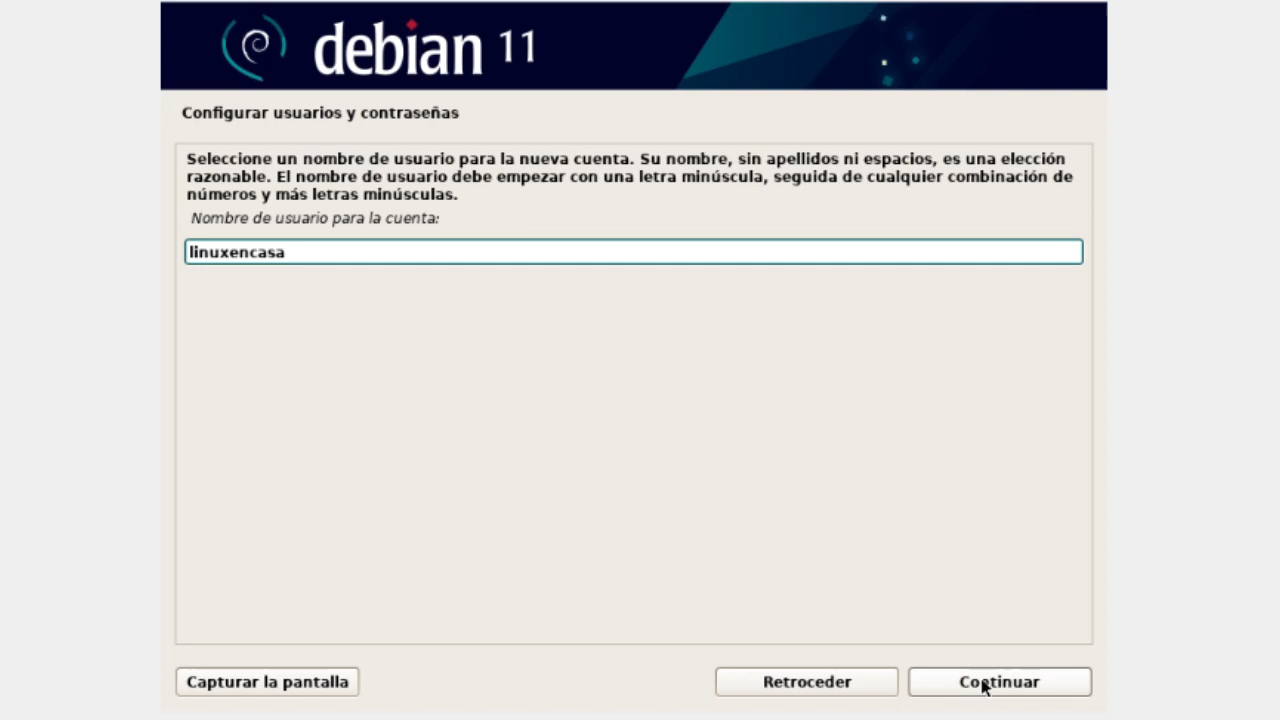 debian 11
Configurar usuarios y contraseñas
Seleccione un nombre de usuario para la nueva cuenta. Su nombre, sin apellidos ni espacios, es una elección
razonable. El nombre de usuario debe empezar con una letra minúscula, seguida de cualquier combinación de
números y más letras minúsculas.
Nombre de usuario para la cuenta:
linuxencasa
Capturar la pantalla
Retroceder
Continuar